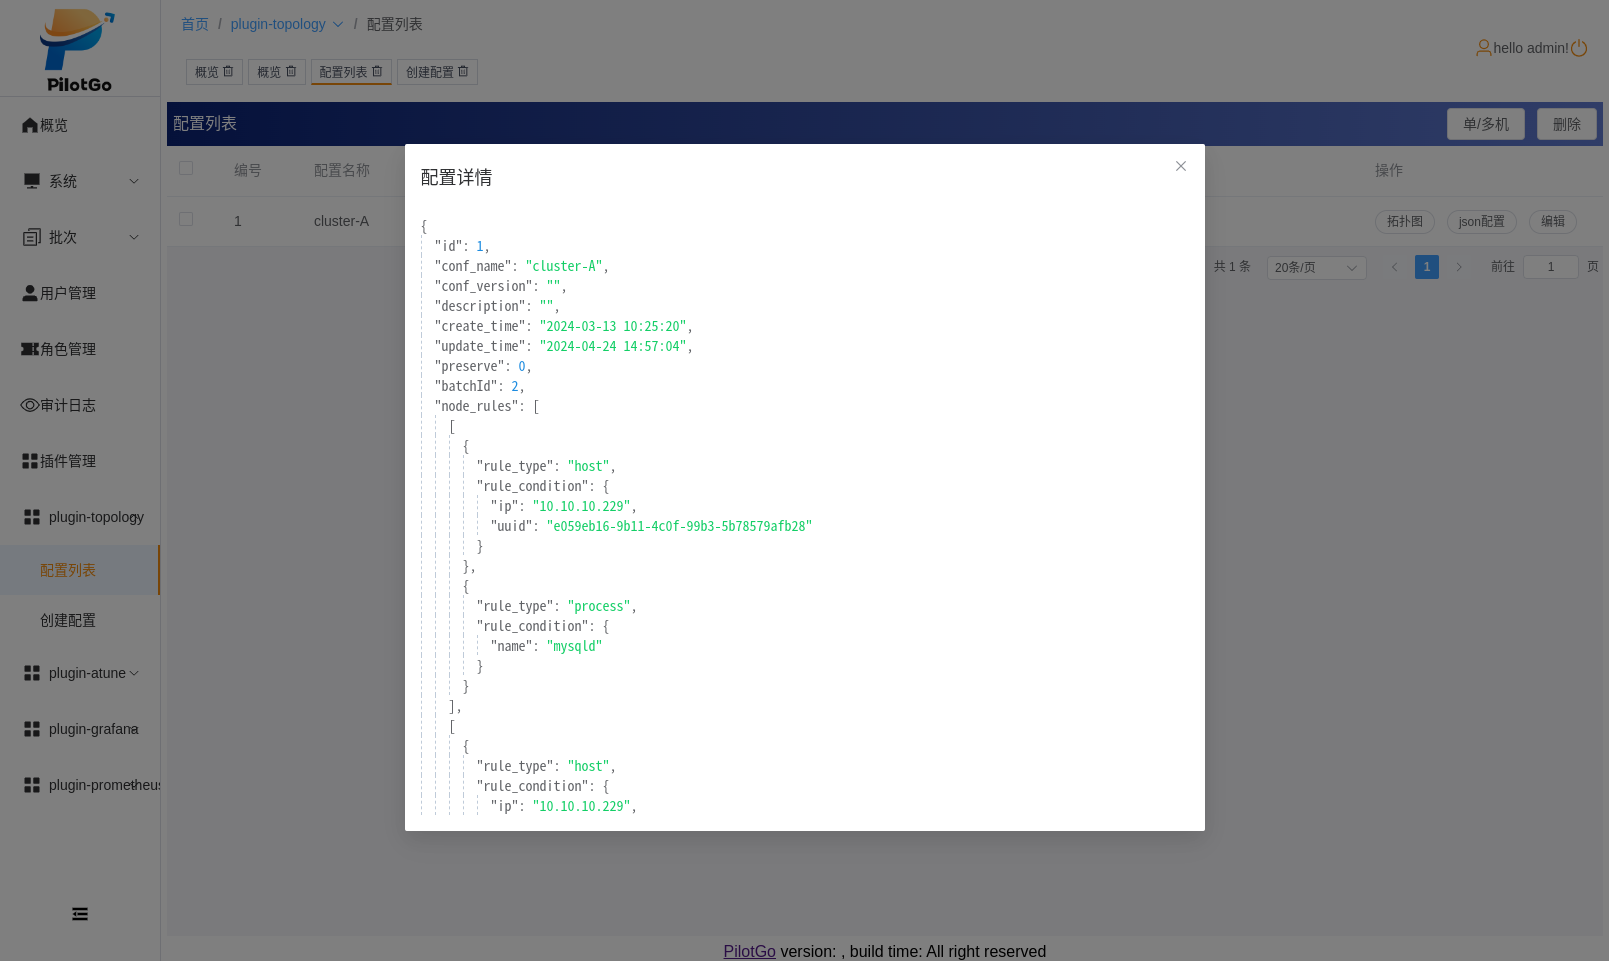 PilotGo
首页 / plugin-topology / 配置列表
hello admin!
概览 概览 配置列表 创建配置
概览
系统
批次
用户管理
角色管理
审计日志
插件管理
plugin-topology
配置列表
创建配置
plugin-atune
plugin-grafana
plugin-prometheus
配置列表 单/多机 删除
编号 配置名称 操作
1 cluster-A 拓扑图 json配置 编辑
共 1 条 20条/页 1 前往 1 页
配置详情
{
"id": 1,
"conf_name": "cluster-A",
"conf_version": "",
"description": "",
"create_time": "2024-03-13 10:25:20",
"update_time": "2024-04-24 14:57:04",
"preserve": 0,
"batchId": 2,
"node_rules": [
[
{
"rule_type": "host",
"rule_condition": {
"ip": "10.10.10.229",
"uuid": "e059eb16-9b11-4c0f-99b3-5b78579afb28"
}
},
{
"rule_type": "process",
"rule_condition": {
"name": "mysqld"
}
}
],
[
{
"rule_type": "host",
"rule_condition": {
"ip": "10.10.10.229",
PilotGo version: , build time: All right reserved